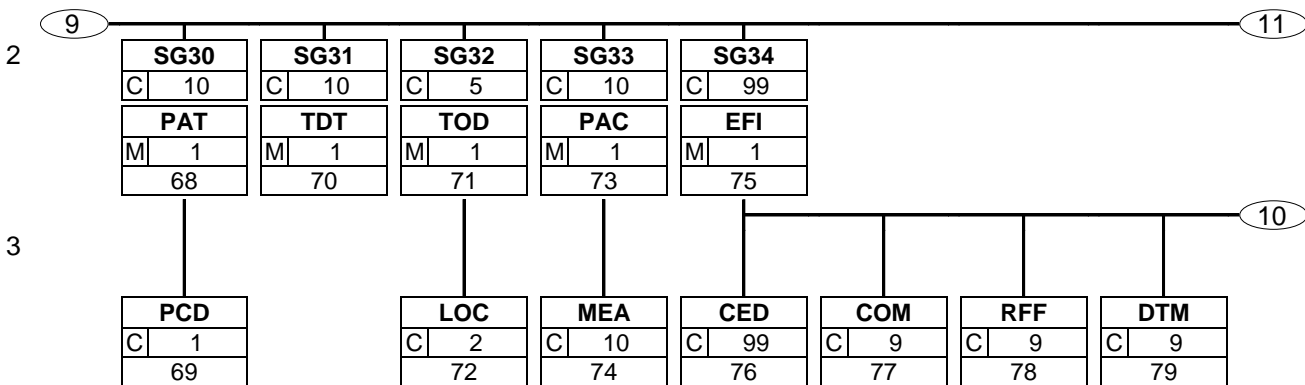 9 11
2 SG30 SG31 SG32 SG33 SG34
C 10 C 10 C 5 C 10 C 99
PAT TDT TOD PAC EFI
M 1 M 1 M 1 M 1 M 1
68 70 71 73 75
10
3
PCD LOC MEA CED COM RFF DTM
C 1 C 2 C 10 C 99 C 9 C 9 C 9
69 72 74 76 77 78 79